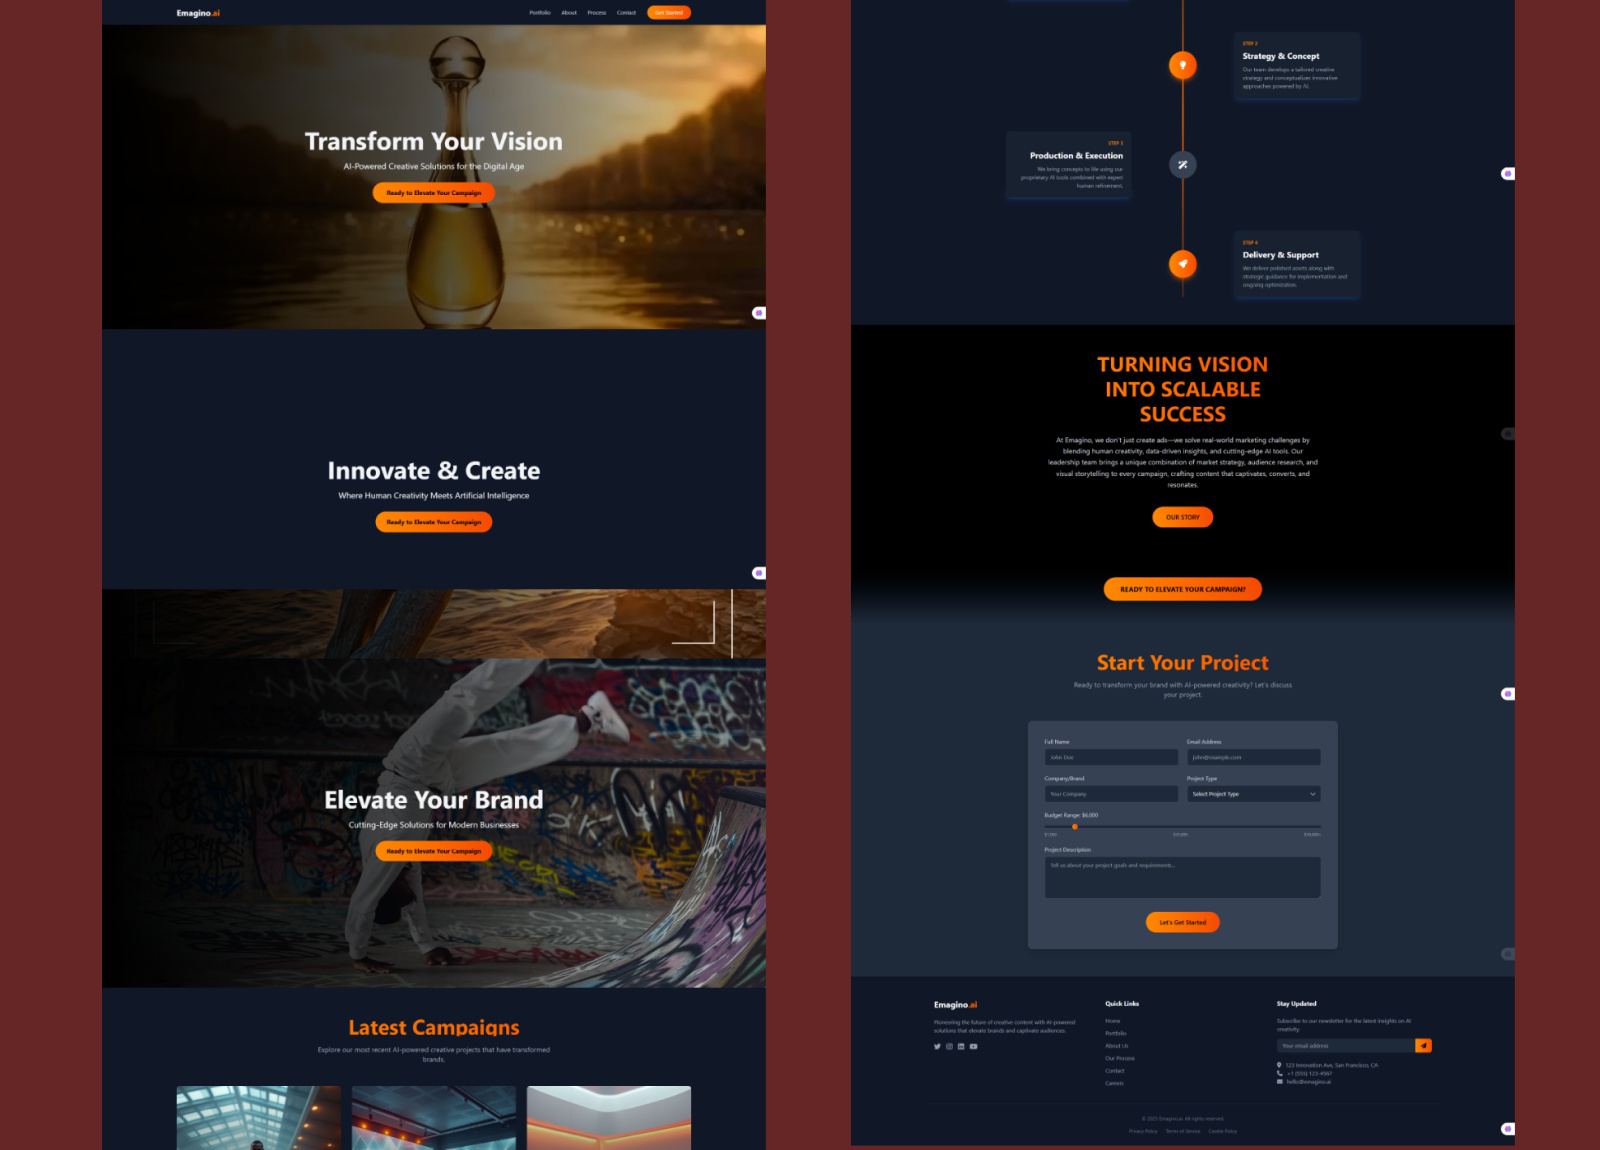 Emagino.ai
Portfolio About Process Contact Get Started
Transform Your Vision
AI-Powered Creative Solutions for the Digital Age
Ready to Elevate Your Campaign
Innovate & Create
Where Human Creativity Meets Artificial Intelligence
Ready to Elevate Your Campaign
Elevate Your Brand
Cutting-Edge Solutions for Modern Businesses
Ready to Elevate Your Campaign
Latest Campaigns
Explore our most recent AI-powered creative projects that have transformed
brands.
STEP 2
Strategy & Concept
Our team develops a tailored creative
strategy and conceptualize innovative
approaches powered by AI.
STEP 3
Production & Execution
We bring concepts to life using our
proprietary AI tools combined with expert
human refinement.
STEP 4
Delivery & Support
We deliver polished assets along with
strategic guidance for implementation and
ongoing optimization.
TURNING VISION
INTO SCALABLE
SUCCESS
At Emagino, we don't just create ads—we solve real-world marketing challenges by
blending human creativity, data-driven insights, and cutting-edge AI tools. Our
leadership team brings a unique combination of market strategy, audience research, and
visual storytelling to every campaign, crafting content that captivates, converts, and
resonates.
OUR STORY
READY TO ELEVATE YOUR CAMPAIGN?
Start Your Project
Ready to transform your brand with AI-powered creativity? Let's discuss
your project.
Full Name Email Address
John Doe john@example.com
Company/Brand Project Type
Your Company Select Project Type
Budget Range: $6,000
Project Description
Tell us about your project goals and requirements...
Let's Get Started
Emagino.ai
Pioneering the future of creative content with AI-powered
solutions that elevate brands and captivate audiences.
Quick Links
Home
Portfolio
About Us
Our Process
Contact
Careers
Stay Updated
Subscribe to our newsletter for the latest insights on AI
creativity.
Your email address
123 Innovation Ave, San Francisco, CA
+1 (555) 123-4567
hello@emagino.ai
© 2025 Emagino.ai. All rights reserved.
Privacy Policy Terms of Service Cookie Policy